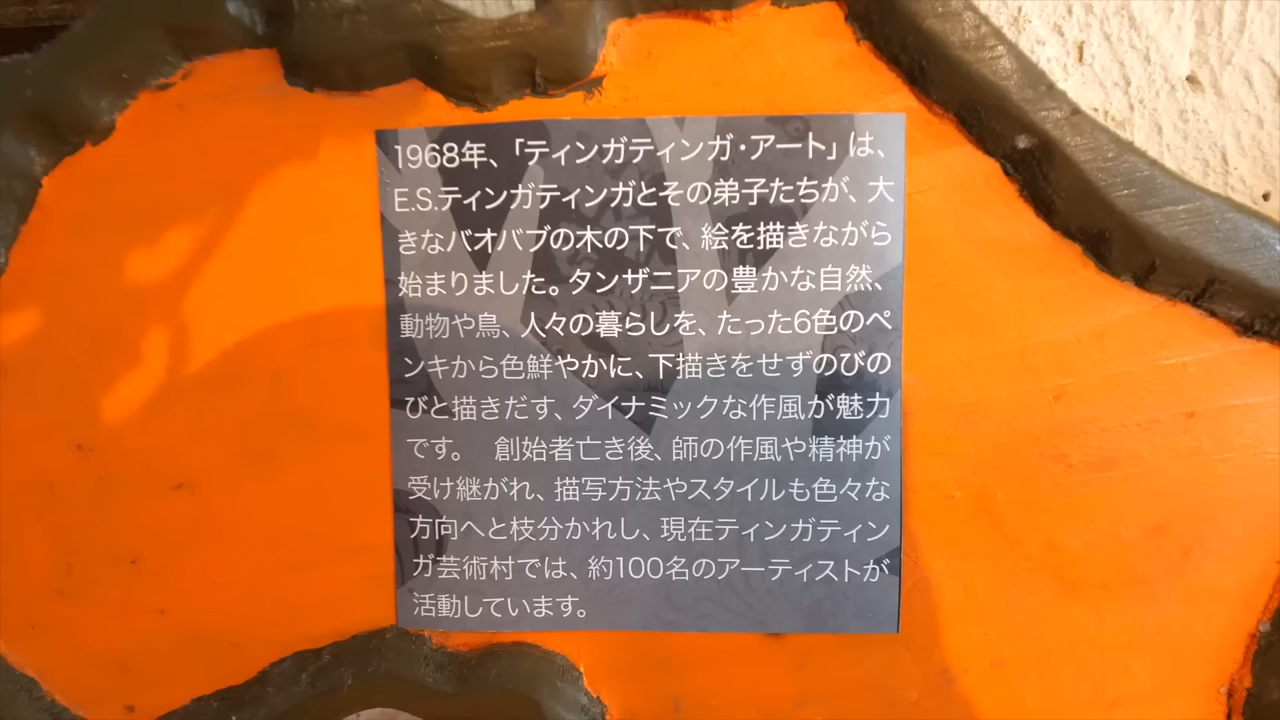 1968年、「ティンガティンガ・アート」は、
E.S.ティンガティンガとその弟子たちが、大
きなバオバブの木の下で、絵を描きながら
始まりました。タンザニアの豊かな自然、
動物や鳥、人々の暮らしを、たった6色のペ
ンキから色鮮やかに、下描きをせずのびの
びと描きだす、ダイナミックな作風が魅力
です。　創始者亡き後、師の作風や精神が
受け継がれ、描写方法やスタイルも色々な
方向へと枝分かれし、現在ティンガティン
ガ芸術村では、約100名のアーティストが
活動しています。